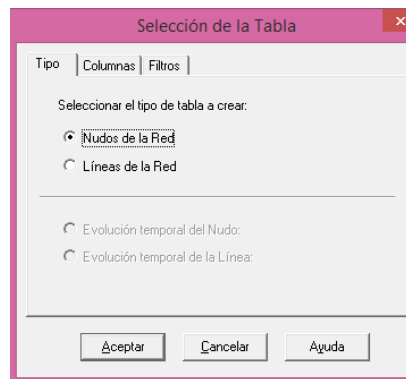 Selección de la Tabla
Tipo Columnas Filtros
Seleccionar el tipo de tabla a crear:
Nudos de la Red
Líneas de la Red
Evolución temporal del Nudo:
Evolución temporal de la Línea:
Aceptar Cancelar Ayuda